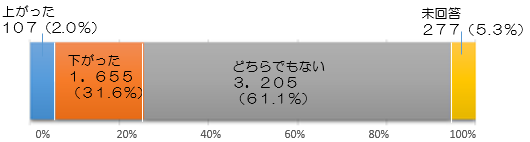 上がった
107（2.0%）
未回答
277（5.3%）
下がった
１．６５５
（31.6%）
どちらでもない
３．２０５
（61.1%）
0% 20% 40% 60% 80% 100%